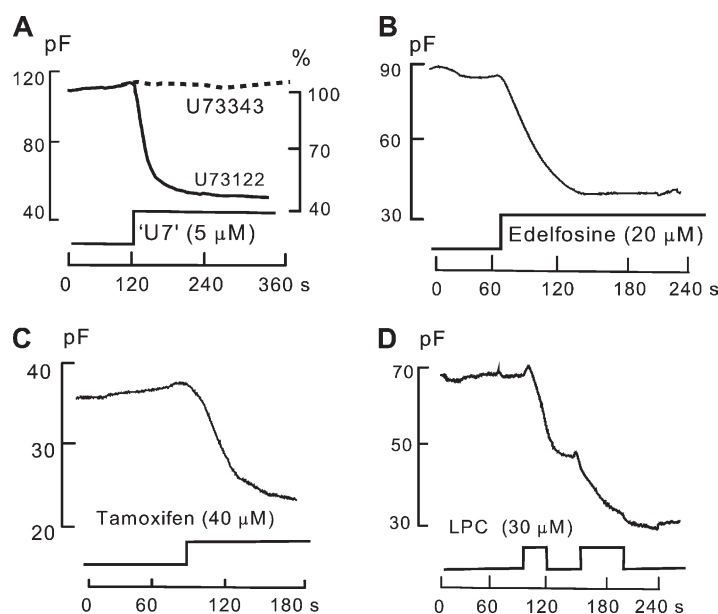 A
pF
%
120
100
U73343
80
70
U73122
40
40
'U7' (5 μM)
0 120 240 360 s
B
pF
90
60
30
Edelfosine (20 μM)
0 60 120 180 240 s
C
pF
40
30
20
Tamoxifen (40 μM)
0 60 120 180 s
D
pF
70
50
30
LPC (30 μM)
0 60 120 180 240 s